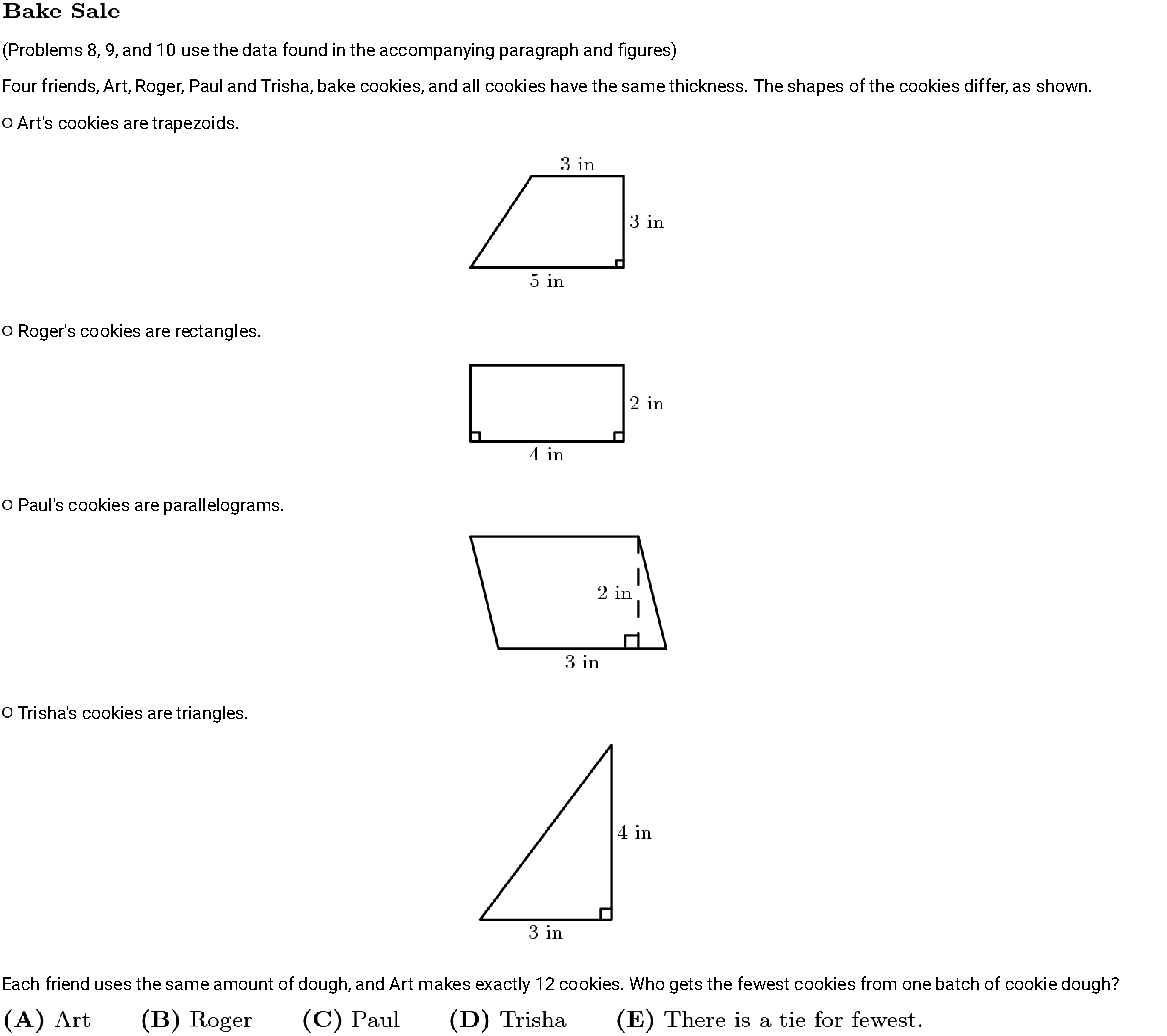 Bake Sale
(Problems 8, 9, and 10 use the data found in the accompanying paragraph and figures)
Four friends, Art, Roger, Paul and Trisha, bake cookies, and all cookies have the same thickness. The shapes of the cookies differ, as shown.
○ Art's cookies are trapezoids.
3 in
3 in
5 in
○ Roger's cookies are rectangles.
2 in
4 in
○ Paul's cookies are parallelograms.
2 in
3 in
○ Trisha's cookies are triangles.
4 in
3 in
Each friend uses the same amount of dough, and Art makes exactly 12 cookies. Who gets the fewest cookies from one batch of cookie dough?
(A) Art (B) Roger (C) Paul (D) Trisha (E) There is a tie for fewest.